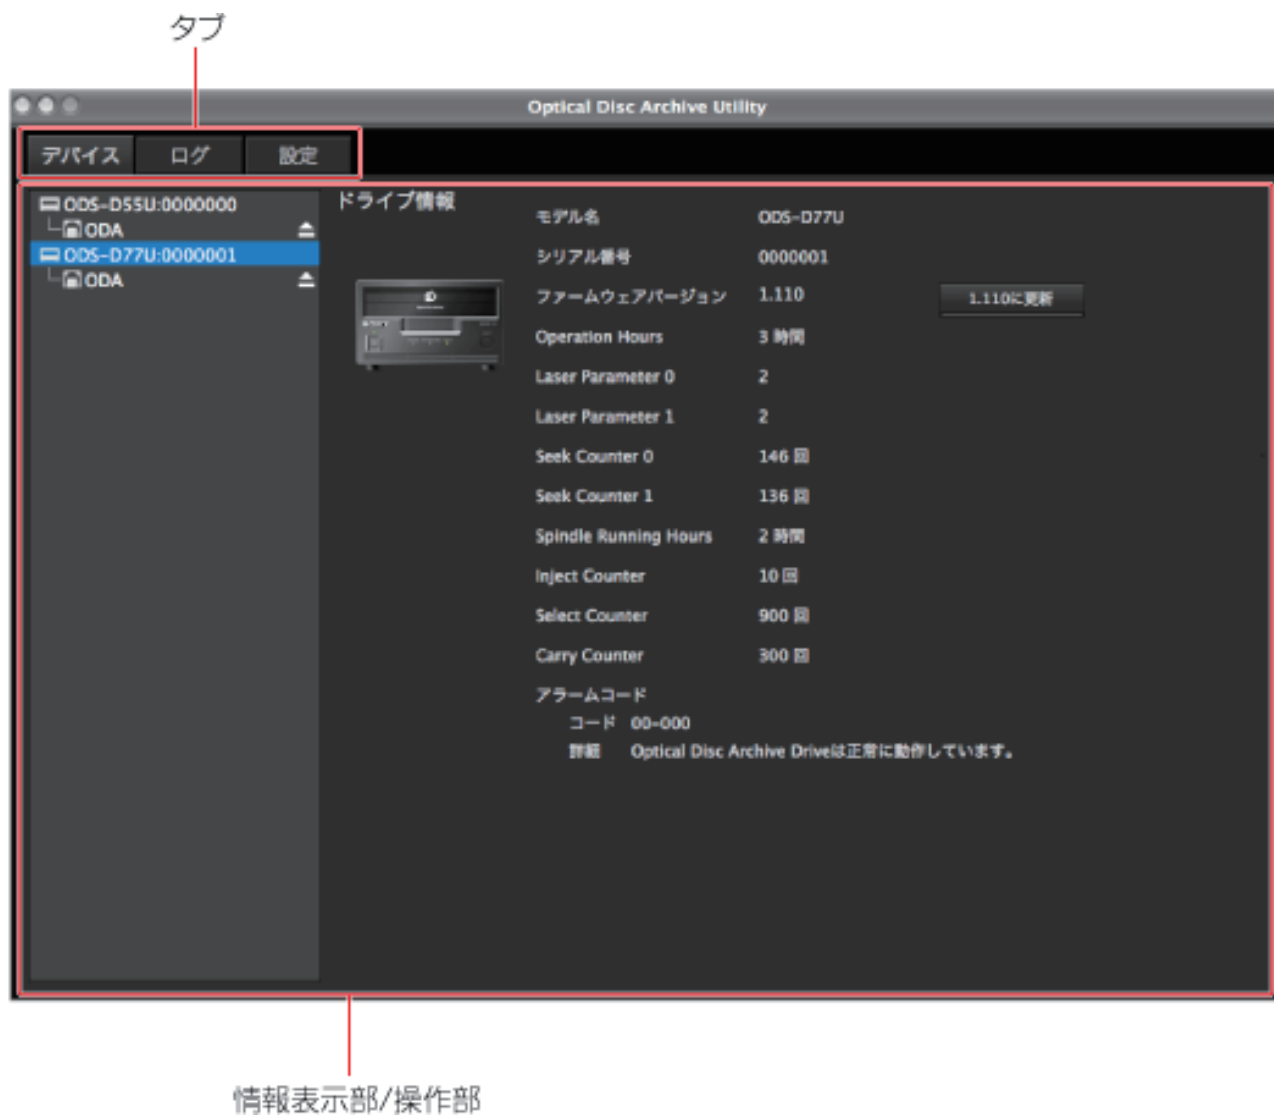 タブ
Optical Disc Archive Utility
デバイス ログ 設定
ODS-D55U:0000000
ODA
ODS-D77U:0000001
ODA
ドライブ情報
モデル名 ODS-D77U
シリアル番号 0000001
ファームウェアバージョン 1.110 1.110に更新
Operation Hours 3 時間
Laser Parameter 0 2
Laser Parameter 1 2
Seek Counter 0 146 回
Seek Counter 1 136 回
Spindle Running Hours 2 時間
Inject Counter 10 回
Select Counter 900 回
Carry Counter 300 回
アラームコード
コード 00-000
詳細 Optical Disc Archive Driveは正常に動作しています。
情報表示部/操作部